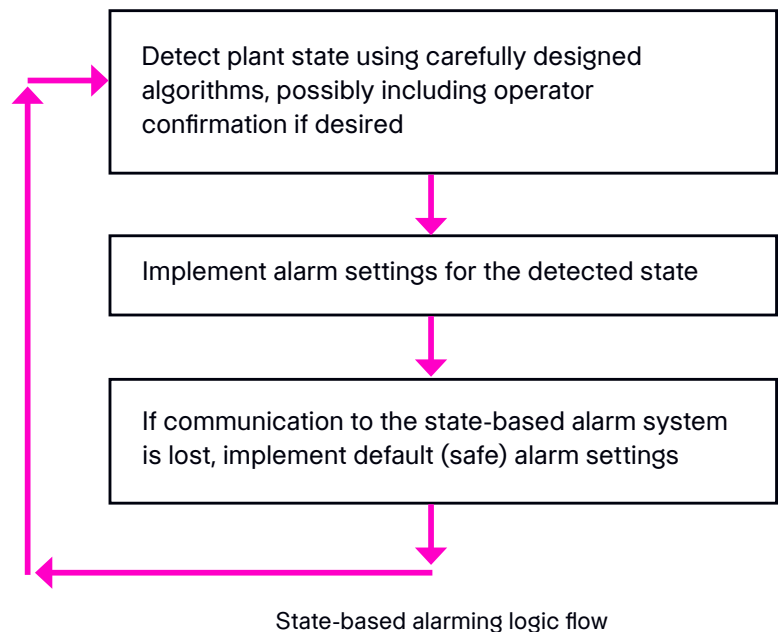 Detect plant state using carefully designed
algorithms, possibly including operator
confirmation if desired
Implement alarm settings for the detected state
If communication to the state-based alarm system
is lost, implement default (safe) alarm settings
State-based alarming logic flow